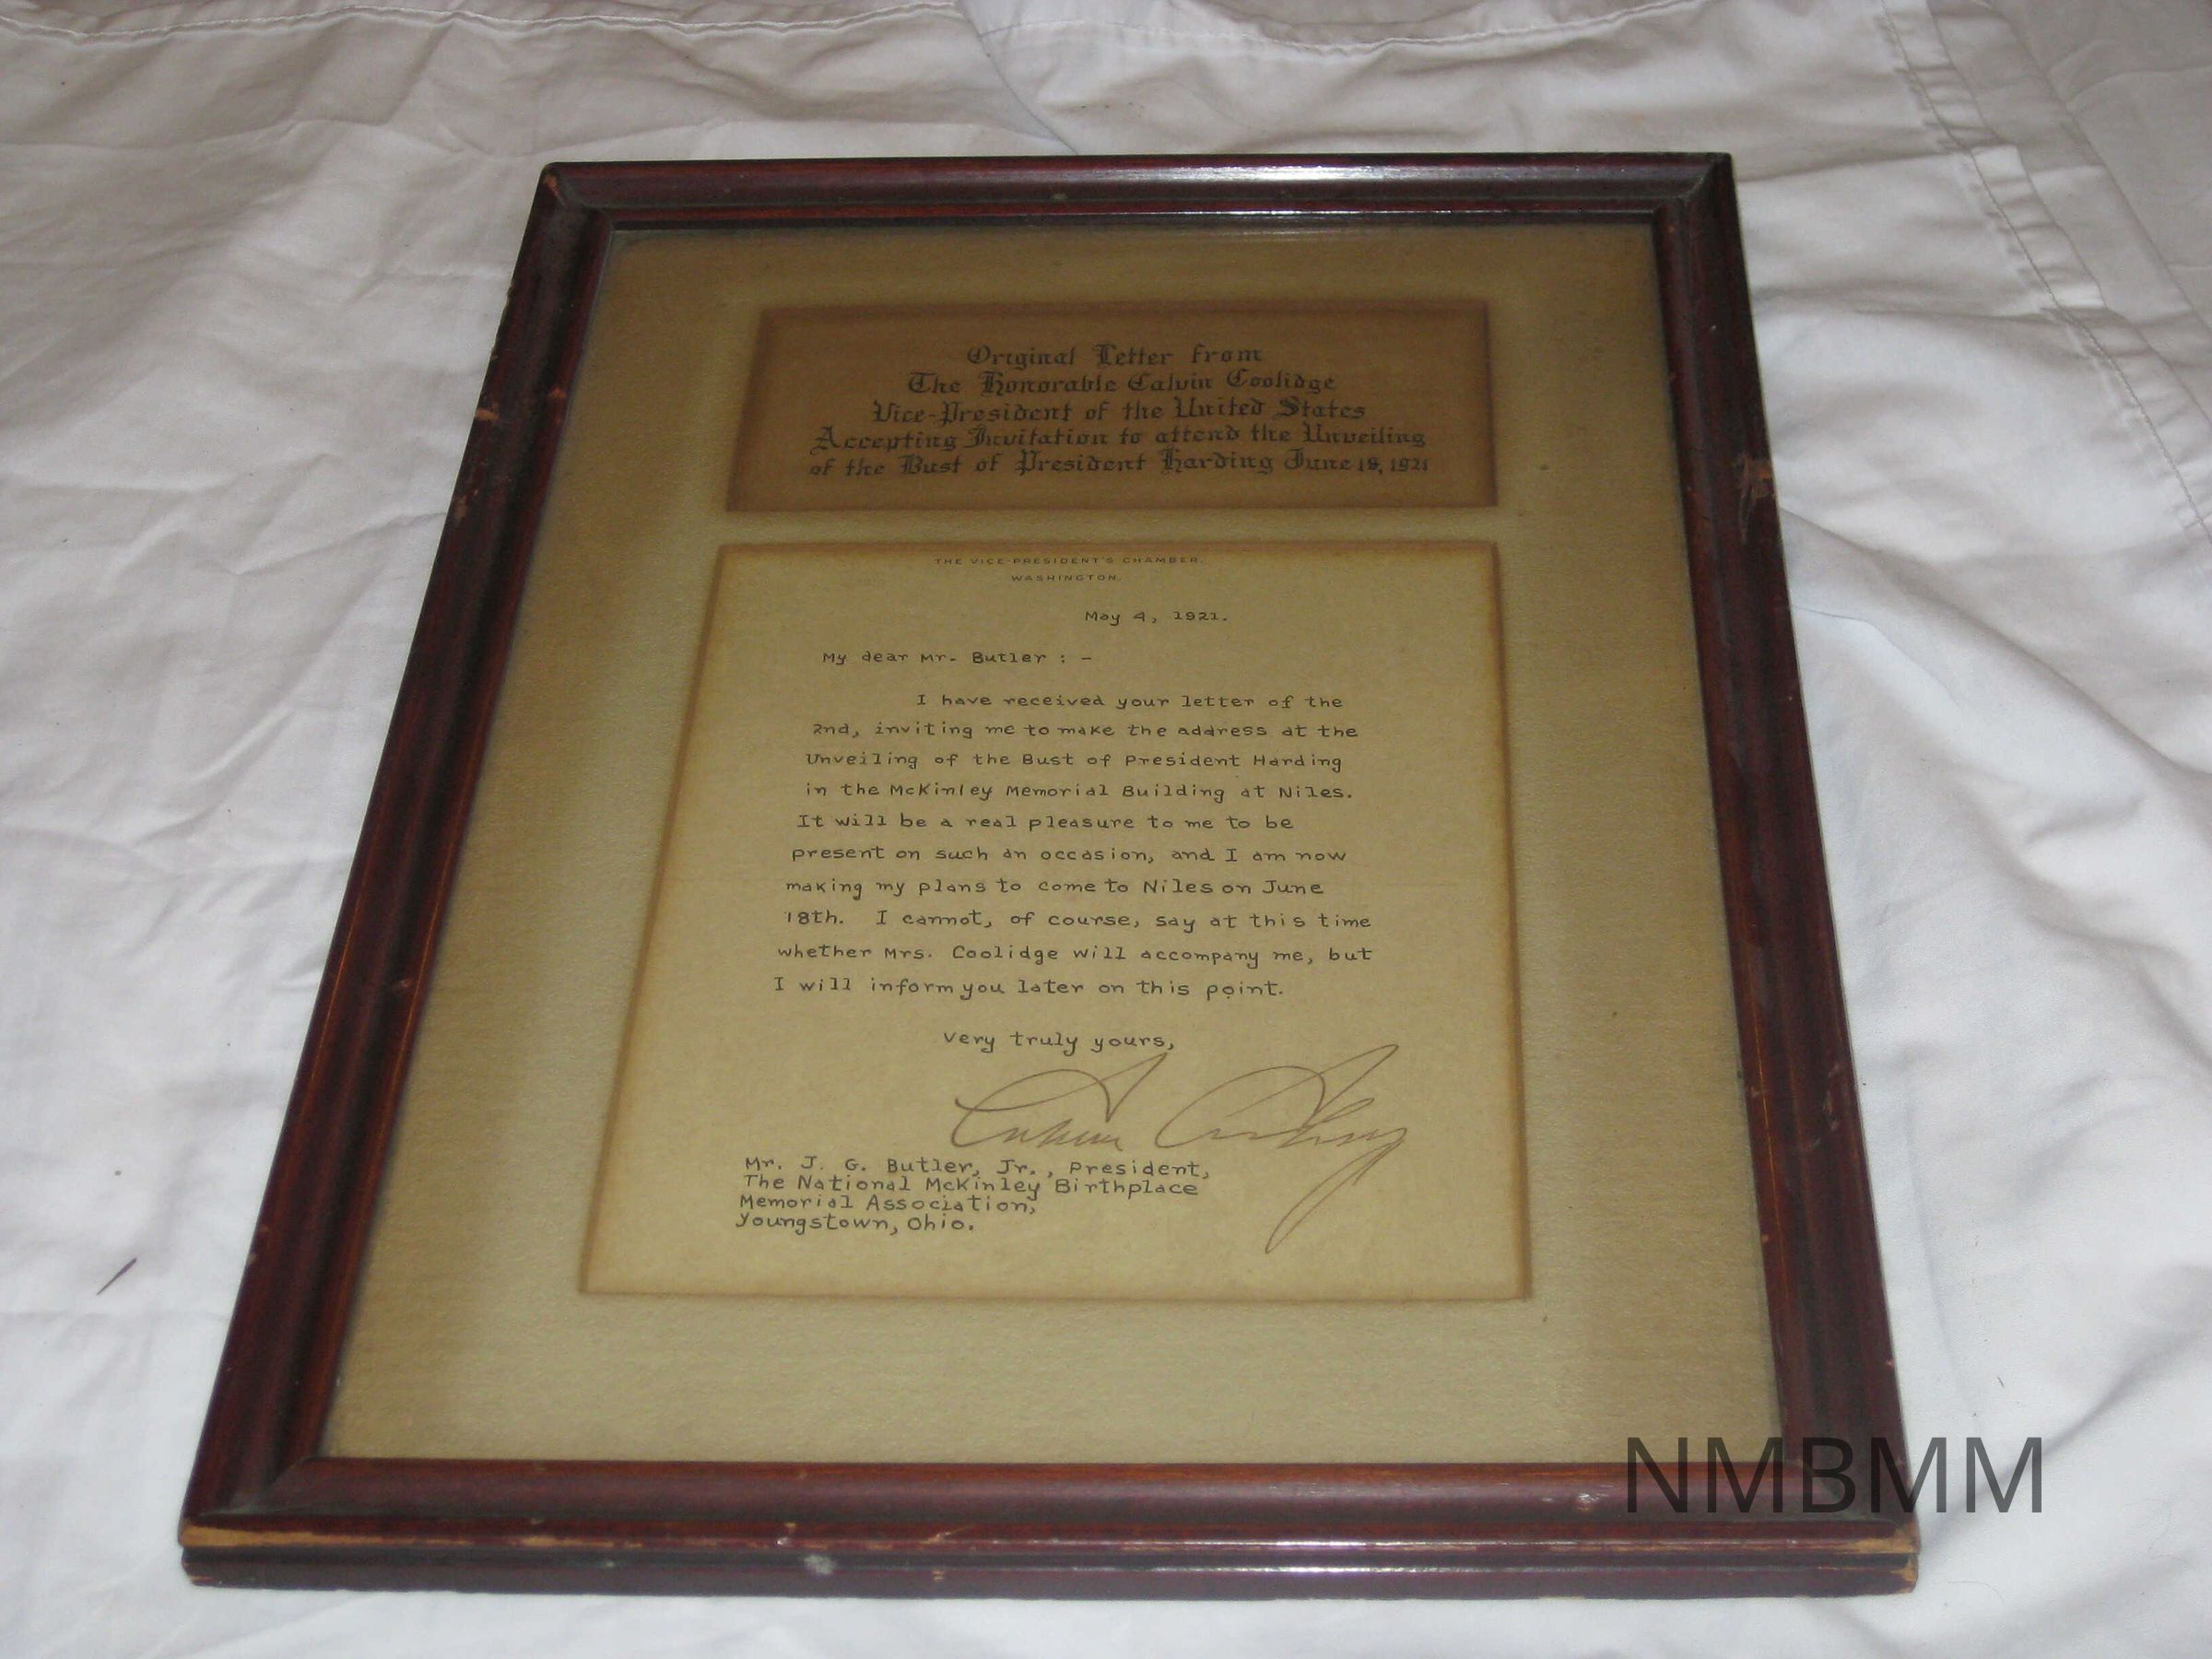 Original Letter from
The Honorable Calvin Coolidge
Vice-President of the United States
Accepting Invitation to attend the Unveiling
of the Bust of President Harding June 18, 1921
THE VICE-PRESIDENT'S CHAMBER,
WASHINGTON.
May 4, 1921.
My dear Mr. Butler : -
I have received your letter of the
2nd, inviting me to make the address at the
Unveiling of the Bust of President Harding
in the McKinley Memorial Building at Niles.
It will be a real pleasure to me to be
present on such an occasion, and I am now
making my plans to come to Niles on June
18th. I cannot, of course, say at this time
whether Mrs. Coolidge will accompany me, but
I will inform you later on this point.
Very truly yours,
Calvin Coolidge
Mr. J. G. Butler, Jr., President,
The National McKinley Birthplace
Memorial Association,
Youngstown, Ohio.
NMBMM